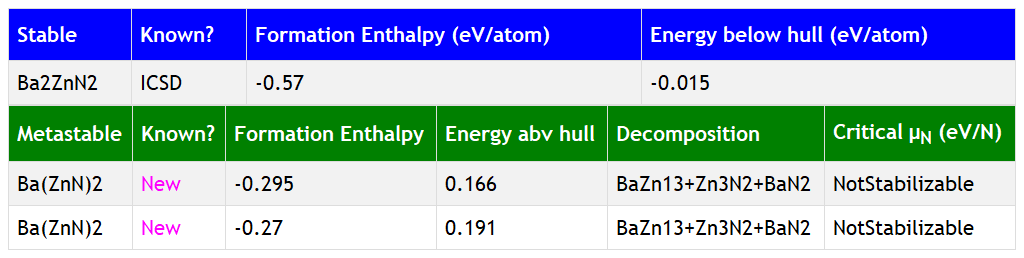 Stable Known? Formation Enthalpy (eV/atom) Energy below hull (eV/atom)
Ba2ZnN2 ICSD -0.57 -0.015
Metastable Known? Formation Enthalpy Energy abv hull Decomposition Critical μN (eV/N)
Ba(ZnN)2 New -0.295 0.166 BaZn13+Zn3N2+BaN2 NotStabilizable
Ba(ZnN)2 New -0.27 0.191 BaZn13+Zn3N2+BaN2 NotStabilizable